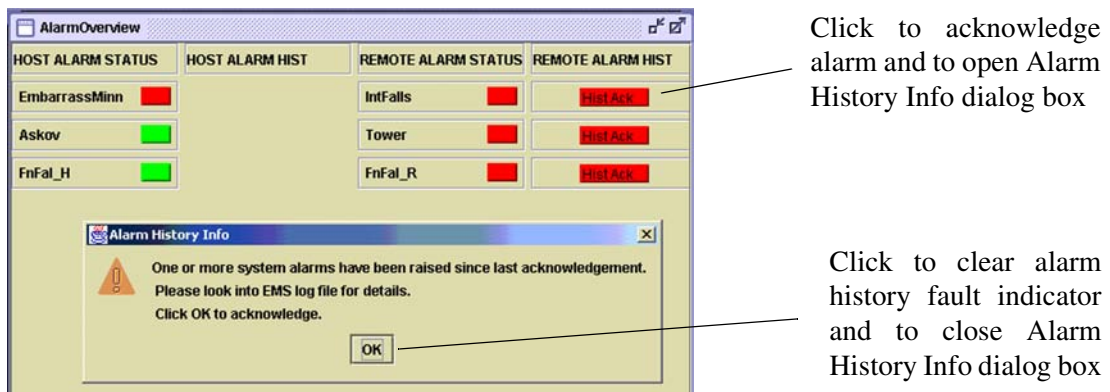 AlarmOverview
HOST ALARM STATUS HOST ALARM HIST REMOTE ALARM STATUS REMOTE ALARM HIST
EmbarrassMinn IntFalls Hist Ack
Askov Tower Hist Ack
FnFal_H FnFal_R Hist Ack
Alarm History Info
One or more system alarms have been raised since last acknowledgement.
Please look into EMS log file for details.
Click OK to acknowledge.
OK
Click to acknowledge
alarm and to open Alarm
History Info dialog box
Click to clear alarm
history fault indicator
and to close Alarm
History Info dialog box